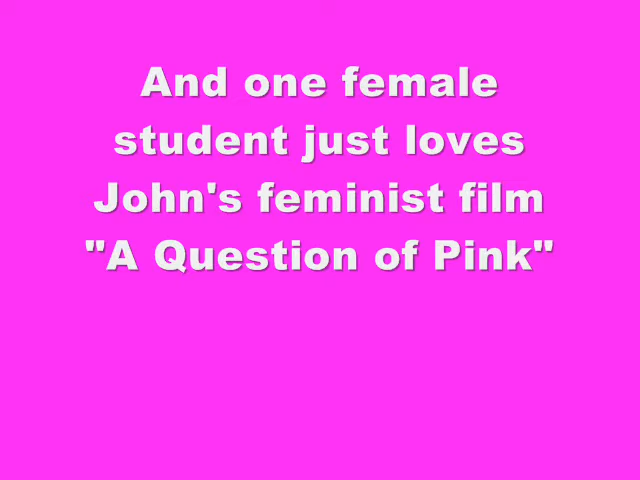 And one female
student just loves
John's feminist film
"A Question of Pink"